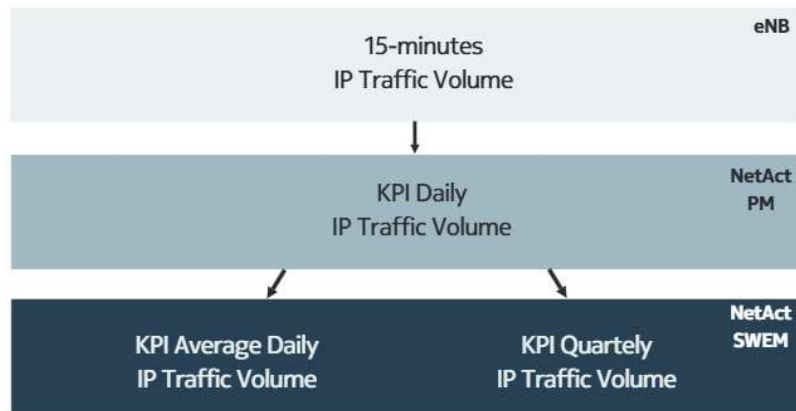 eNB
15-minutes
IP Traffic Volume
NetAct
PM
KPI Daily
IP Traffic Volume
NetAct
SWEM
KPI Average Daily
IP Traffic Volume
KPI Quartely
IP Traffic Volume